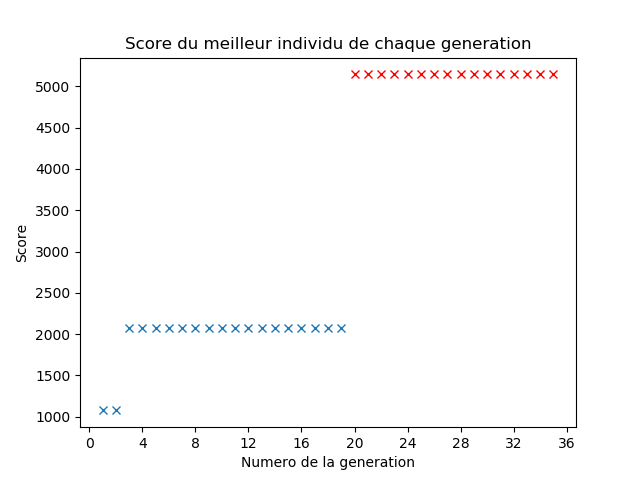 Score du meilleur individu de chaque generation
5000
4500
4000
3500
3000
2500
2000
1500
1000
Score
0 4 8 12 16 20 24 28 32 36
Numero de la generation